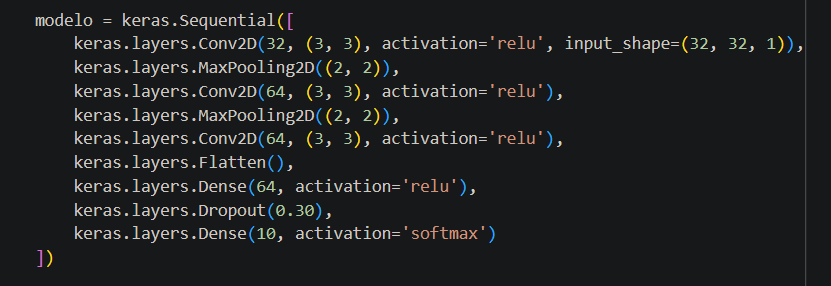 modelo = keras.Sequential([
    keras.layers.Conv2D(32, (3, 3), activation='relu', input_shape=(32, 32, 1)),
    keras.layers.MaxPooling2D((2, 2)),
    keras.layers.Conv2D(64, (3, 3), activation='relu'),
    keras.layers.MaxPooling2D((2, 2)),
    keras.layers.Conv2D(64, (3, 3), activation='relu'),
    keras.layers.Flatten(),
    keras.layers.Dense(64, activation='relu'),
    keras.layers.Dropout(0.30),
    keras.layers.Dense(10, activation='softmax')
])